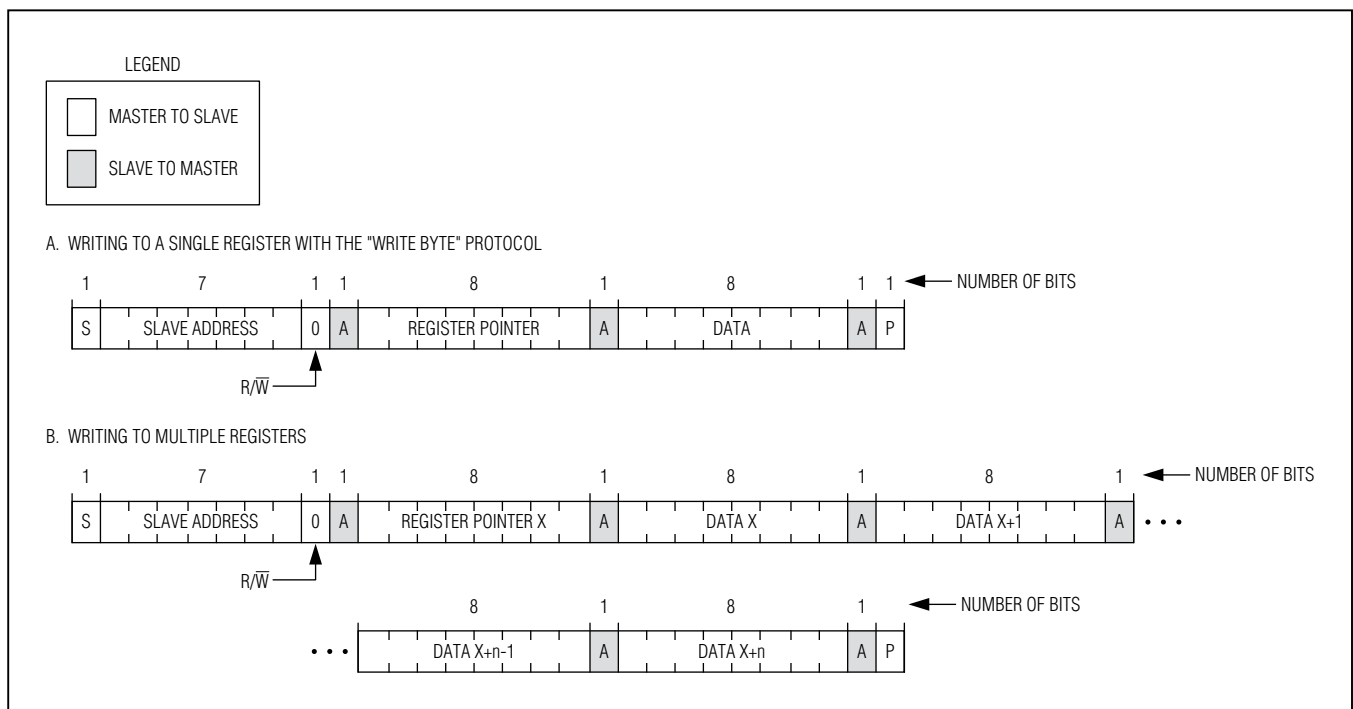 LEGEND
MASTER TO SLAVE
SLAVE TO MASTER
A. WRITING TO A SINGLE REGISTER WITH THE "WRITE BYTE" PROTOCOL
1 7 1 1 8 1 8 1 1 NUMBER OF BITS
S SLAVE ADDRESS 0 A REGISTER POINTER A DATA A P
R/W̅
B. WRITING TO MULTIPLE REGISTERS
1 7 1 1 8 1 8 1 8 1 NUMBER OF BITS
S SLAVE ADDRESS 0 A REGISTER POINTER X A DATA X A DATA X+1 A • • •
R/W̅
8 1 8 1 NUMBER OF BITS
• • • DATA X+n-1 A DATA X+n A P